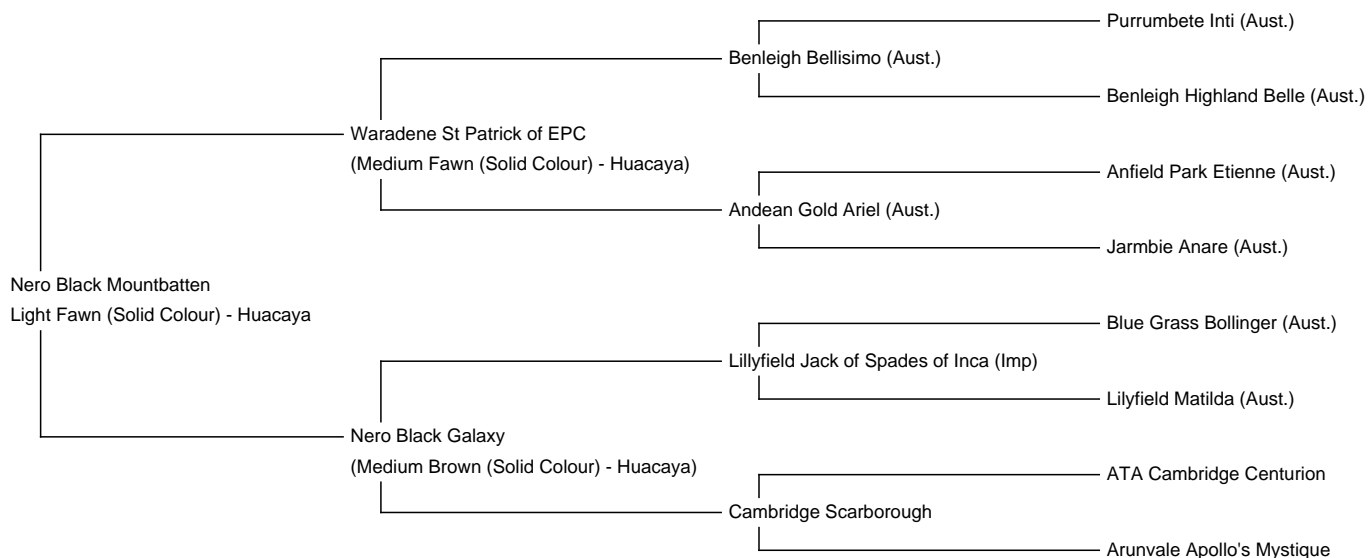 Purrumbete Inti (Aust.)
Benleigh Bellisimo (Aust.)
Benleigh Highland Belle (Aust.)
Waradene St Patrick of EPC
(Medium Fawn (Solid Colour) - Huacaya)
Anfield Park Etienne (Aust.)
Andean Gold Ariel (Aust.)
Jarmbie Anare (Aust.)
Nero Black Mountbatten
Light Fawn (Solid Colour) - Huacaya
Blue Grass Bollinger (Aust.)
Lillyfield Jack of Spades of Inca (Imp)
Lilyfield Matilda (Aust.)
Nero Black Galaxy
(Medium Brown (Solid Colour) - Huacaya)
ATA Cambridge Centurion
Cambridge Scarborough
Arunvale Apollo's Mystique